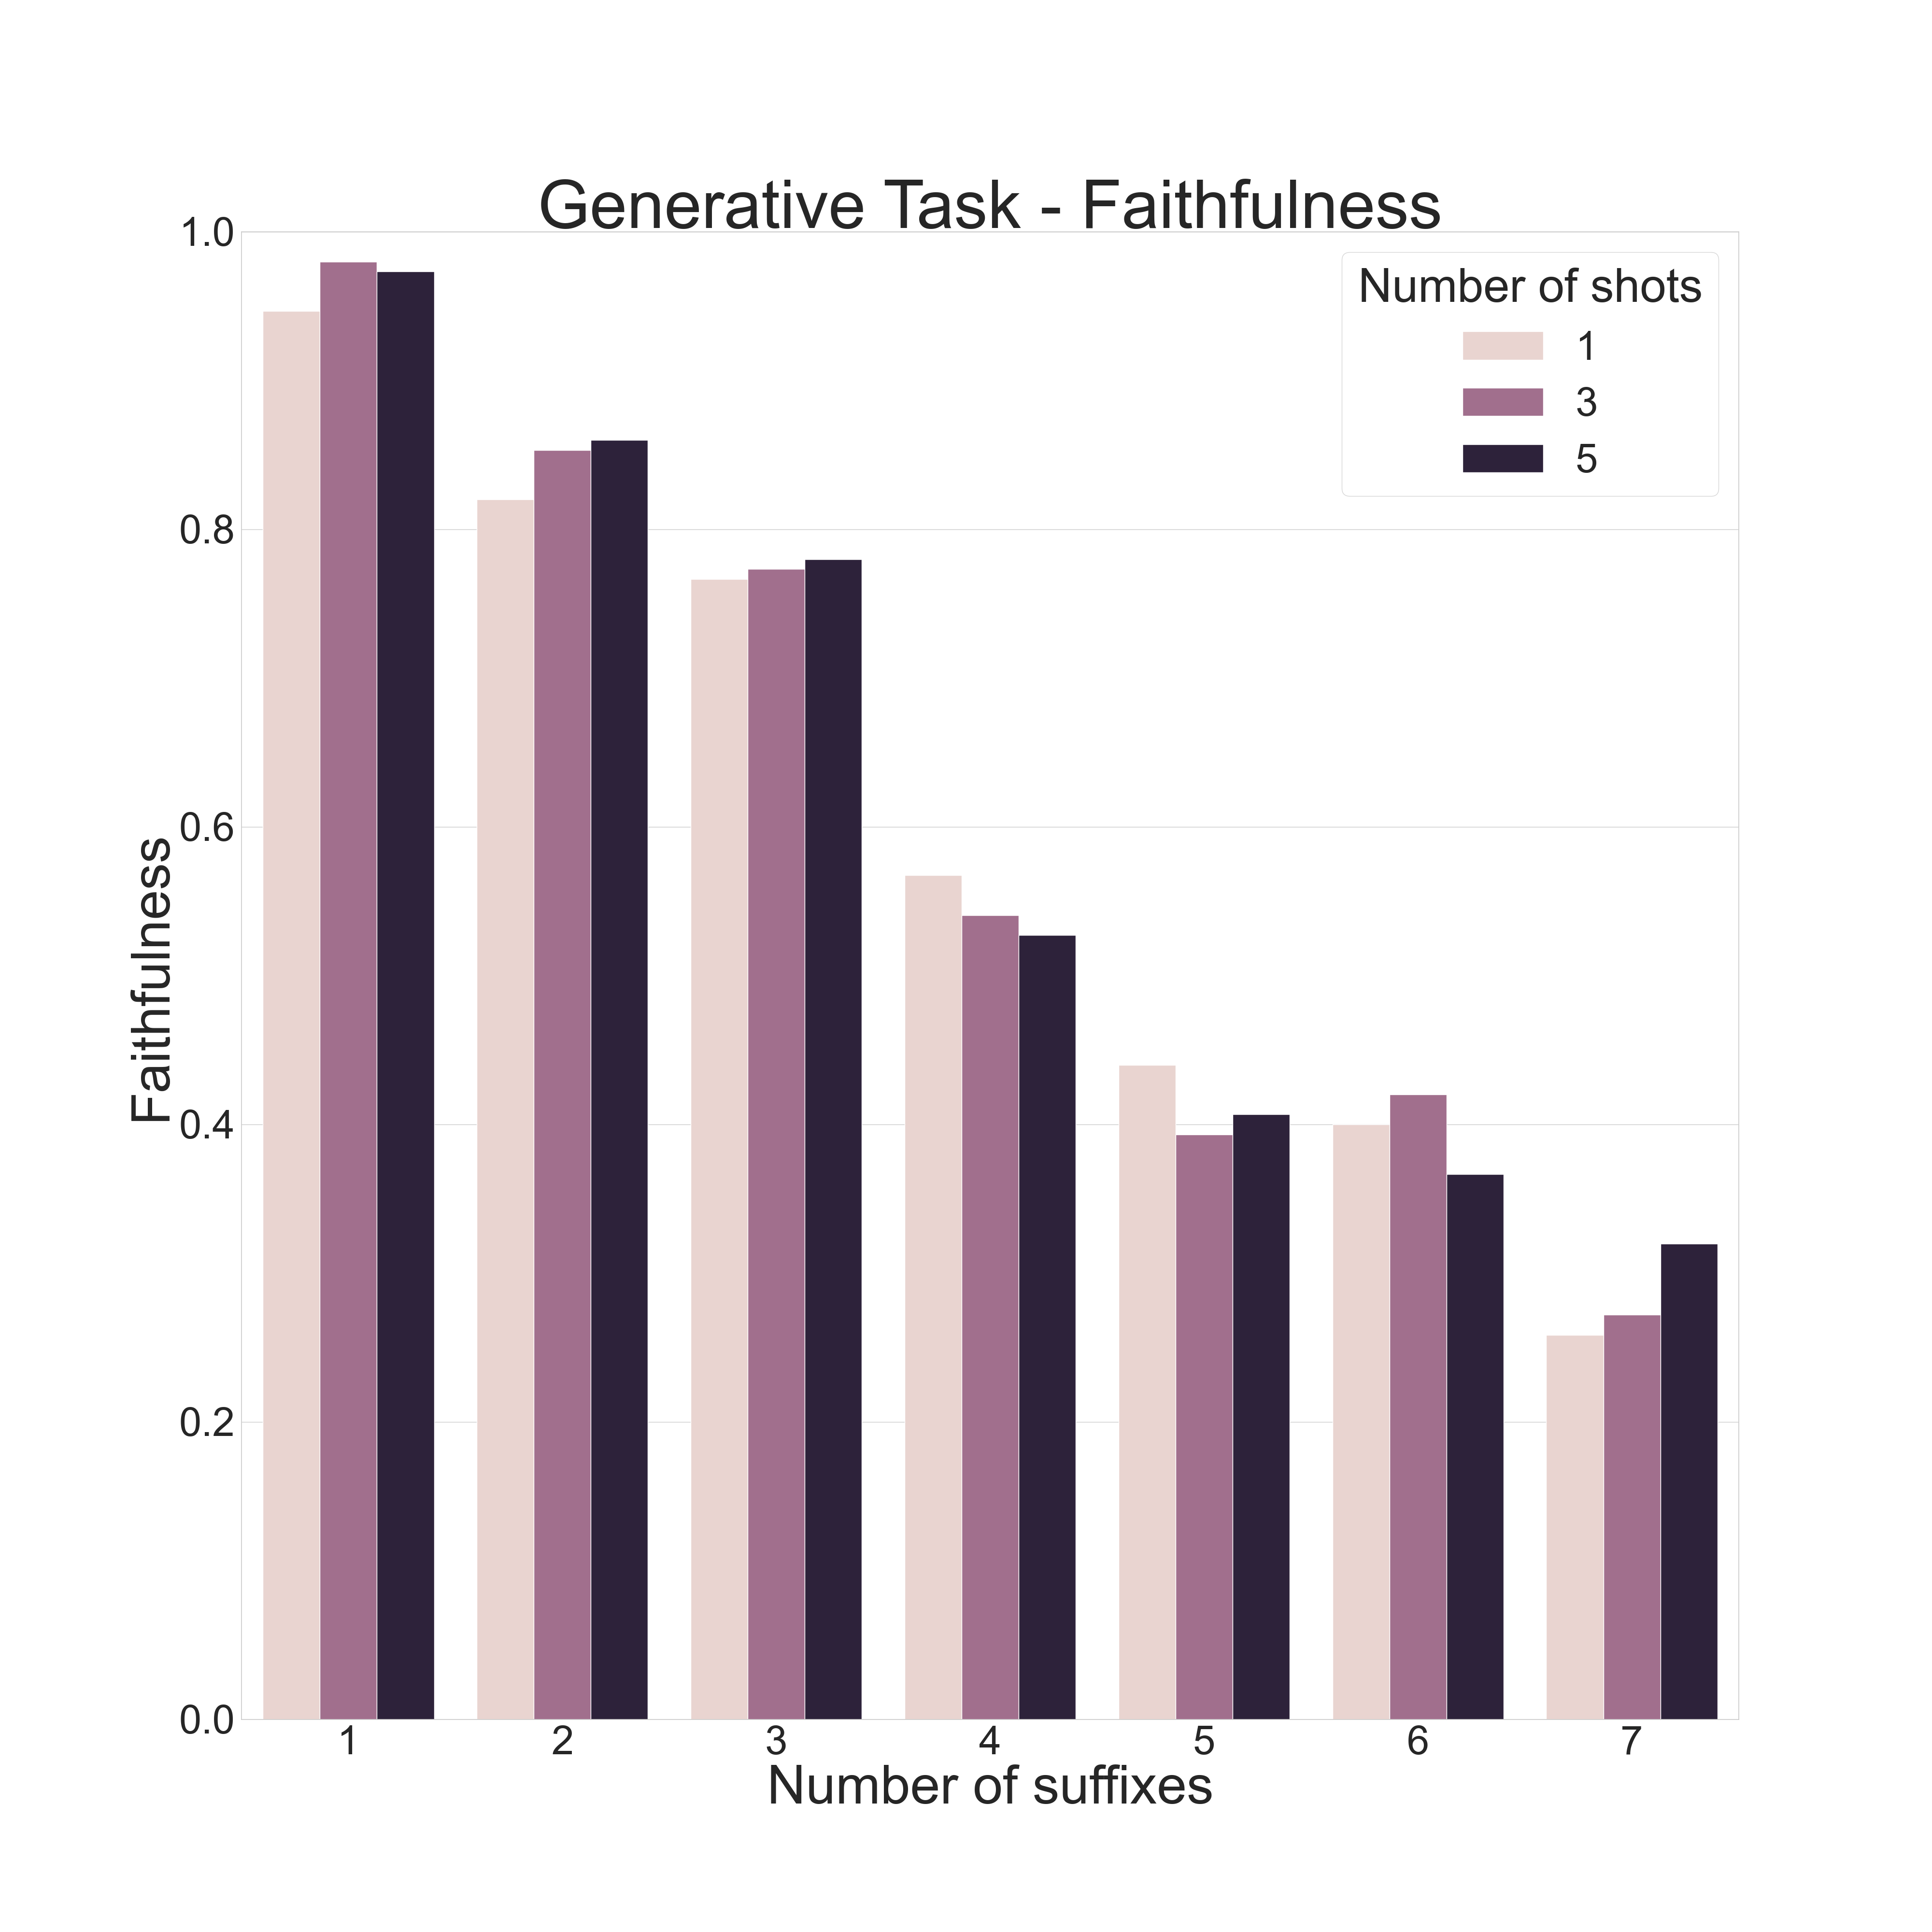 Generative Task - Faithfulness
Number of shots
1
3
5
Faithfulness
1.0
0.8
0.6
0.4
0.2
0.0
1 2 3 4 5 6 7
Number of suffixes